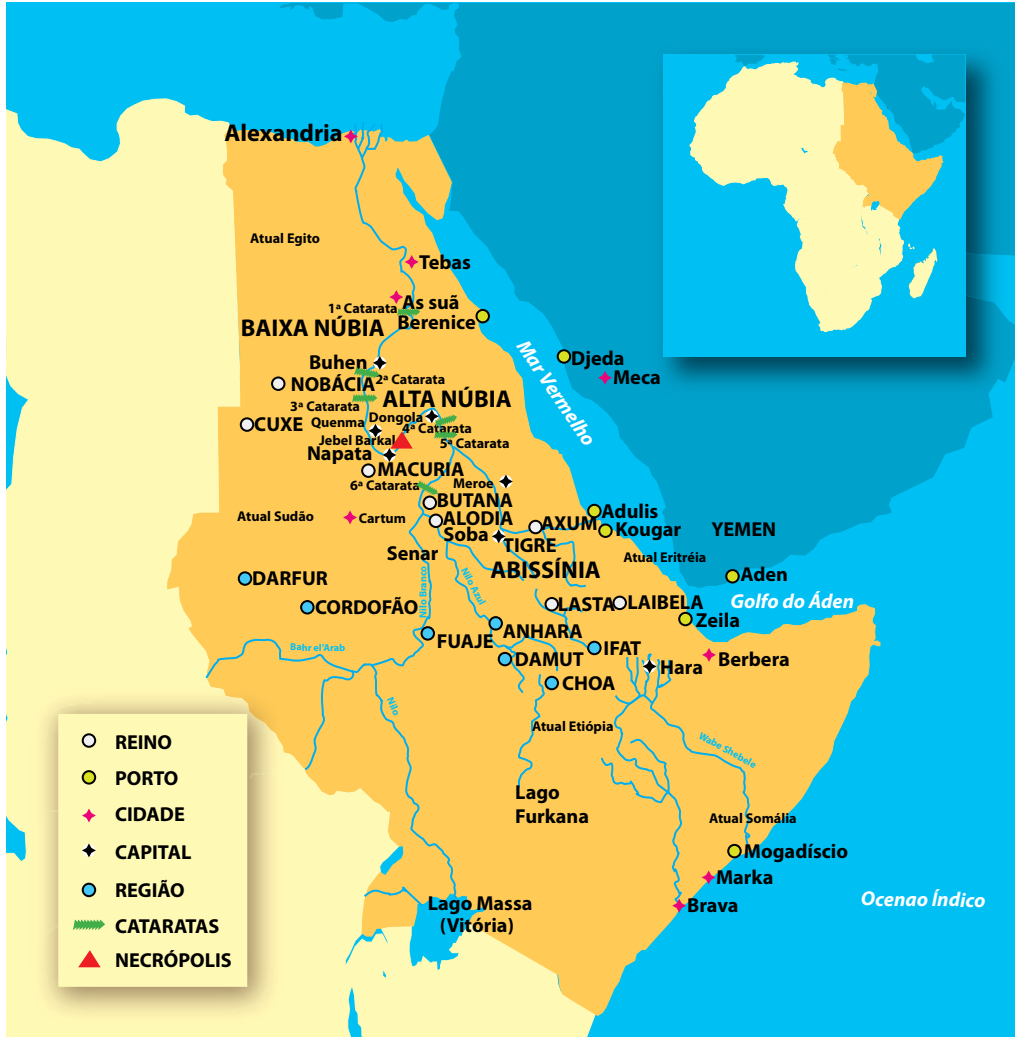 Alexandria
Atual Egito
Tebas
As suã
1ª Catarata
Berenice
BAIXA NÚBIA
Mar Vermelho
Djeda
Meca
Buhen
2ª Catarata
NOBÁCIA
ALTA NÚBIA
3ª Catarata
Dongola
CUXE
Quenma
4ª Catarata
Jebel Barkal
5ª Catarata
Napata
MACURIA
6ª Catarata
Meroe
BUTANA
Atual Sudão
Cartum
ALODIA
AXUM
Adulis
Kougar
YEMEN
Soba
TIGRE
Senar
Atual Eritréia
ABISSÍNIA
Aden
DARFUR
Nilo Branco
Nilo Azul
CORDOFÃO
LASTA
LAIBELA
Golfo do Áden
Zeila
FUAJE
ANHARA
Bahr el'Arab
IFAT
DAMUT
Hara
Berbera
CHOA
Nilo
Atual Etiópia
Wabe Shebele
REINO
PORTO
CIDADE
CAPITAL
REGIÃO
CATARATAS
NECRÓPOLIS
Lago
Furkana
Atual Somália
Mogadíscio
Marka
Brava
Ocenao Índico
Lago Massa
(Vitória)